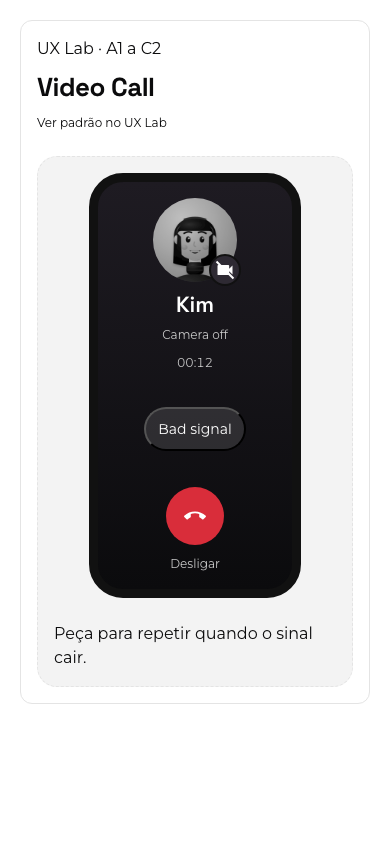 UX Lab · A1 a C2
Video Call
Ver padrão no UX Lab
Kim
Camera off
00:12
Bad signal
Desligar
Peça para repetir quando o sinal
cair.